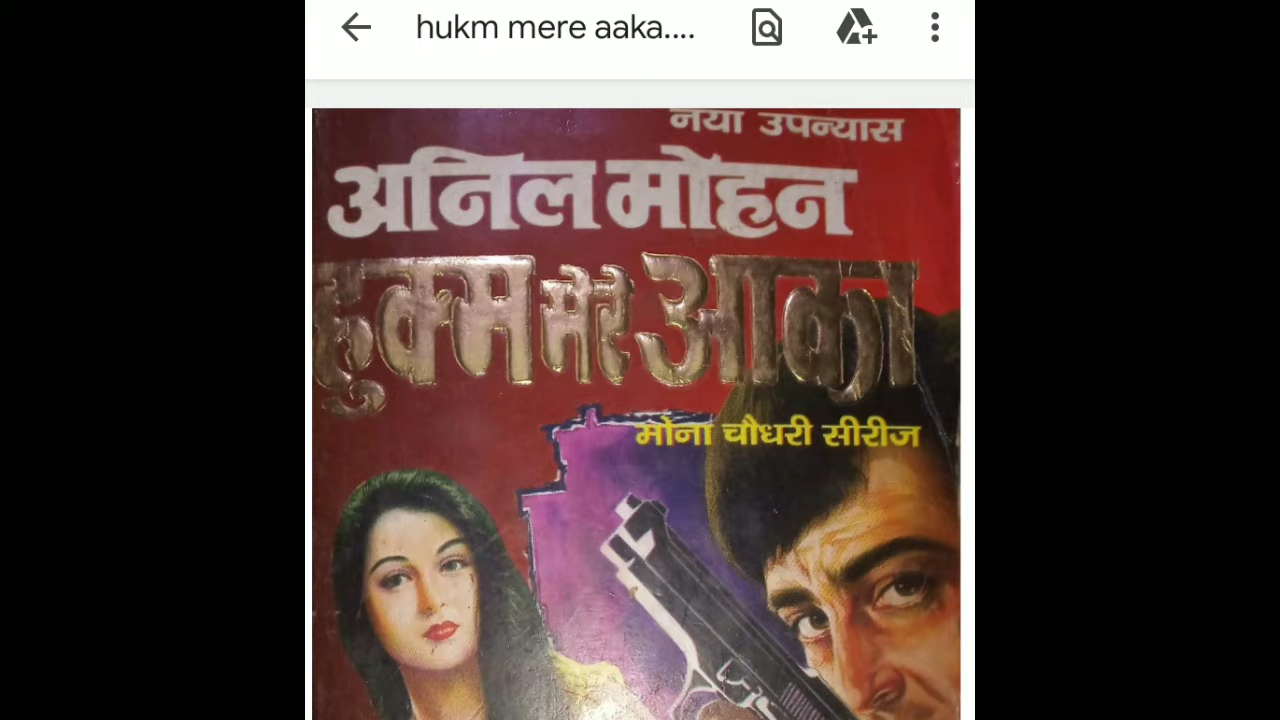 hukm mere aaka....
नया उपन्यास
अनिल मोहन
हुक्म मेरे आका
मोना चौधरी सीरीज